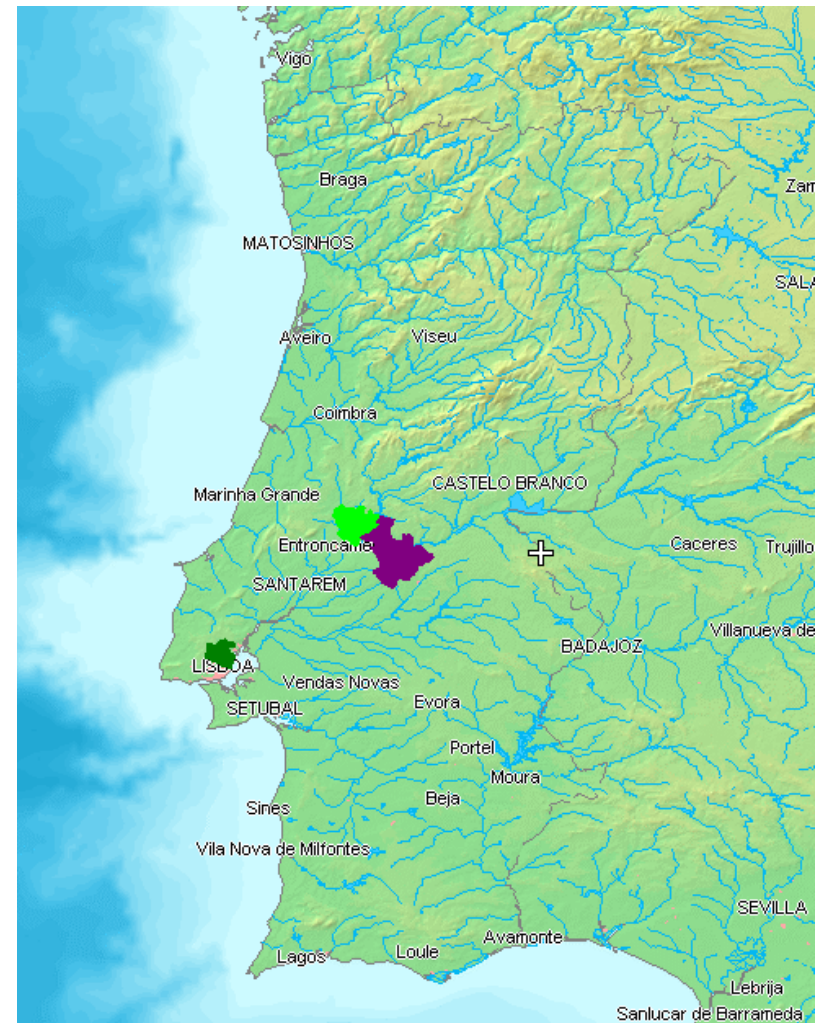 Vigo
Braga
Zam
MATOSINHOS
SALA
Aveiro
Viseu
Coimbra
CASTELO BRANCO
Marinha Grande
Entroncame
Caceres
Trujillo
SANTAREM
Villanueva de
BADAJOZ
LISBOA
Vendas Novas
Evora
SETUBAL
Portel
Moura
Beja
Sines
Vila Nova de Milfontes
SEVILLA
Avamonte
Loule
Lagos
Lebrija
Sanlucar de Barrameda